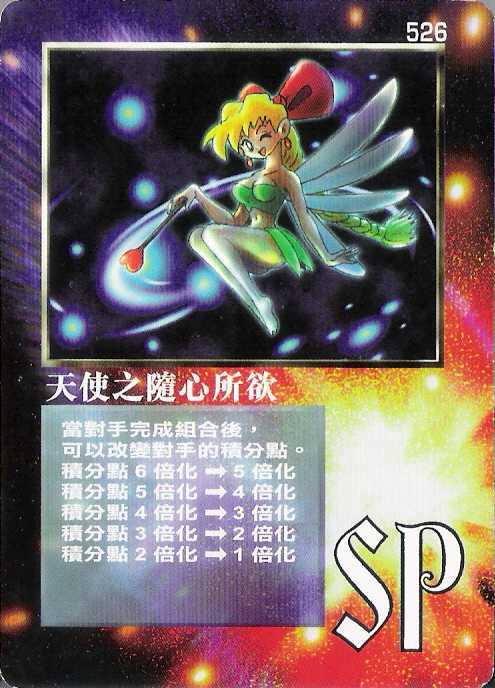 526
天使之隨心所欲
當對手完成組合後，
可以改變對手的積分點。
積分點 6 倍化 ➡ 5 倍化
積分點 5 倍化 ➡ 4 倍化
積分點 4 倍化 ➡ 3 倍化
積分點 3 倍化 ➡ 2 倍化
積分點 2 倍化 ➡ 1 倍化
SP